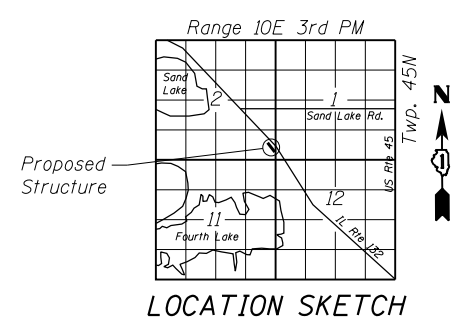 Range 10E 3rd PM
Twp. 45N
Sand
Lake
2
1
Sand Lake Rd.
US Rte 45
N
1
Proposed
Structure
11
Fourth Lake
12
IL Rte 132
LOCATION SKETCH